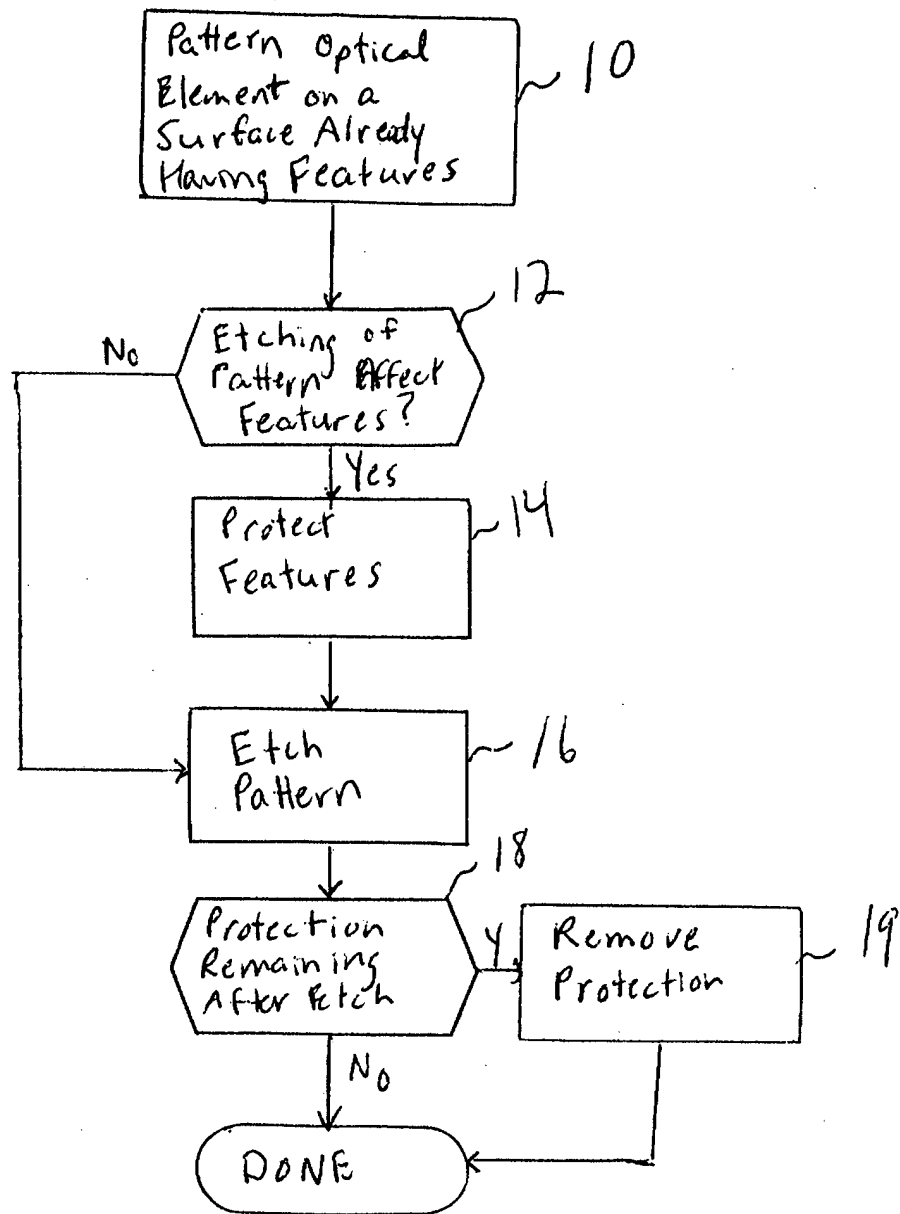 Pattern Optical
Element on a
Surface Already
Having Features
10
12
Etching of
Pattern Affect
Features?
No
Yes
14
Protect
Features
16
Etch
Pattern
18
Protection
Remaining
After Etch
Y
19
Remove
Protection
No
DONE